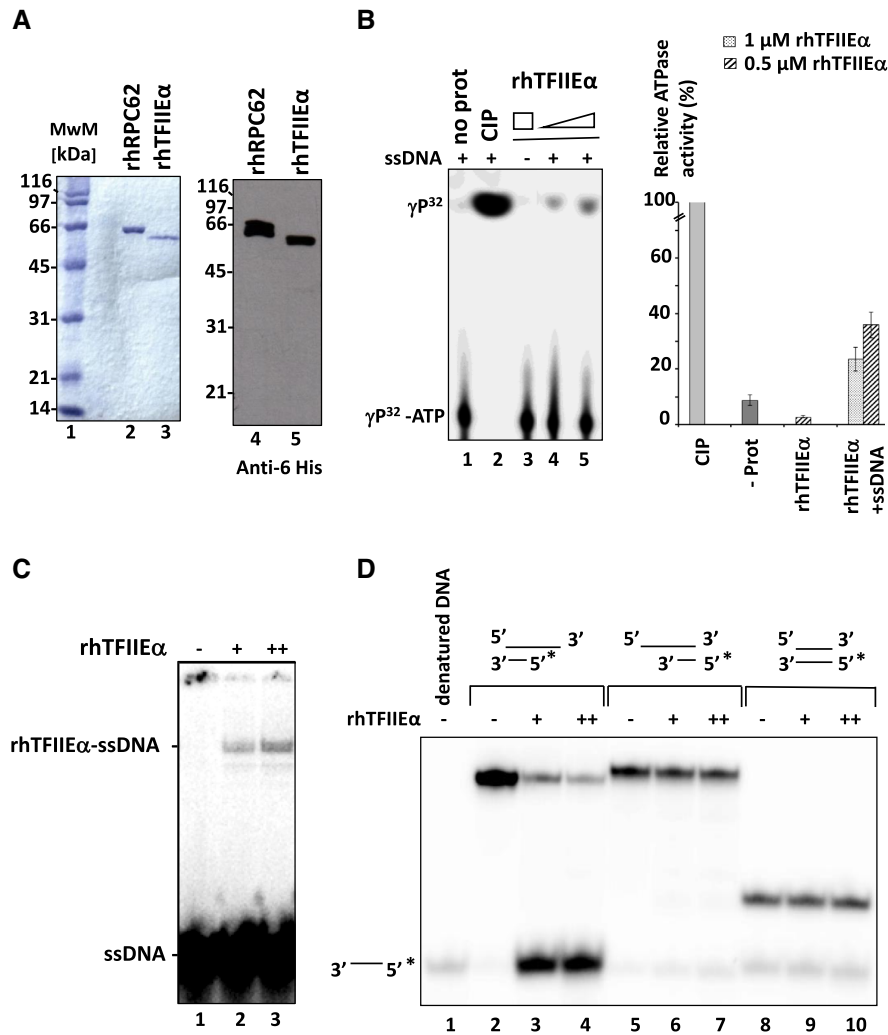 A
MwM
[kDa]
rhRPC62
rhTFIIEα
116
97
66
45
31
21
14
1 2 3
rhRPC62
rhTFIIEα
116
97
66
45
31
21
4 5
Anti-6 His
B
no prot
CIP
rhTFIIEα
ssDNA + + - + +
γP³²
γP³² -ATP
1 2 3 4 5
1 μM rhTFIIEα
0.5 μM rhTFIIEα
Relative ATPase
activity (%)
100
60
40
20
0
CIP
- Prot
rhTFIIEα
rhTFIIEα
+ssDNA
C
rhTFIIEα - + ++
rhTFIIEα-ssDNA
ssDNA
1 2 3
D
denatured DNA
5’ 3’ 5’ 3’ 5’ 3’
3’ 5’* 3’ 5’* 3’ 5’*
rhTFIIEα - - + ++ - + ++ - + ++
3’ 5’*
1 2 3 4 5 6 7 8 9 10